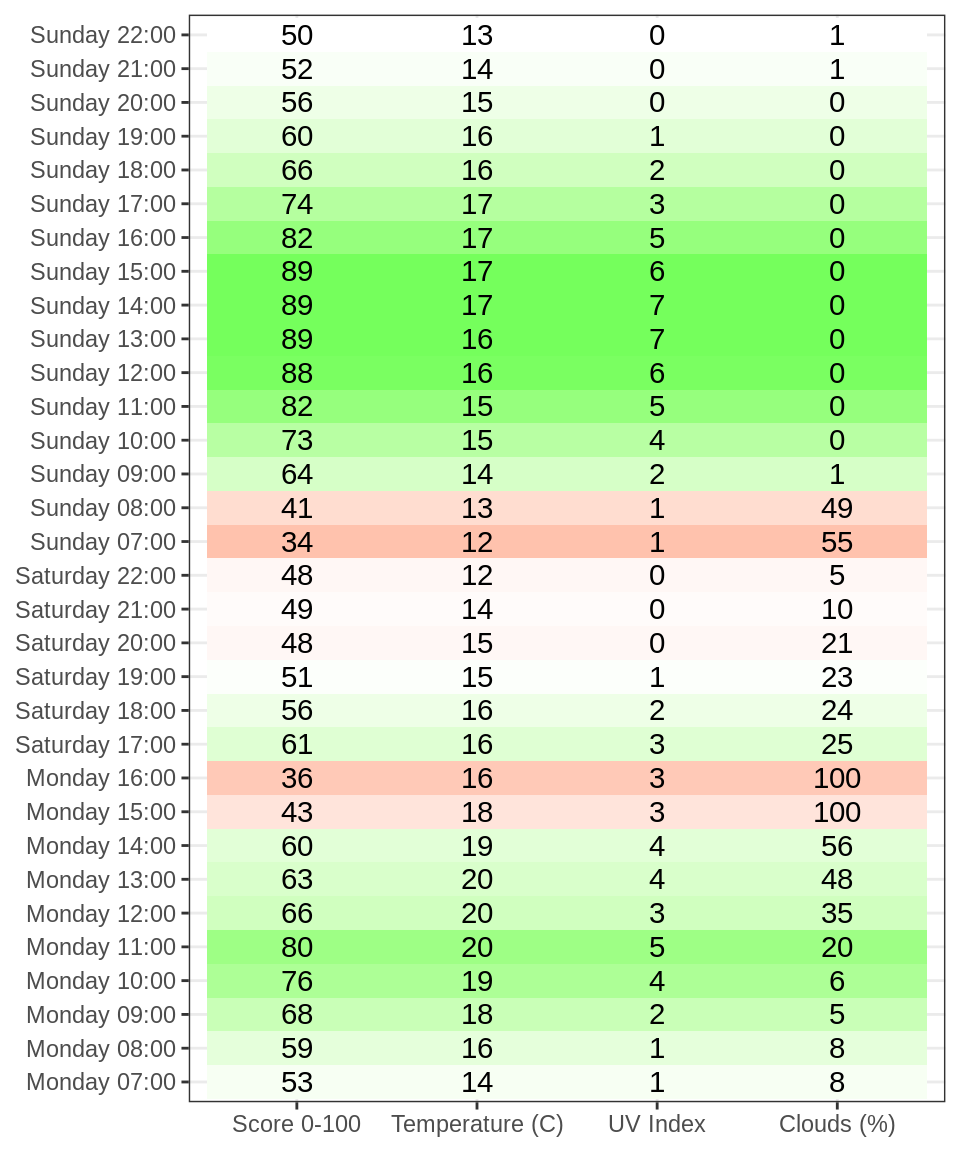 Sunday 22:00 50 13 0 1
Sunday 21:00 52 14 0 1
Sunday 20:00 56 15 0 0
Sunday 19:00 60 16 1 0
Sunday 18:00 66 16 2 0
Sunday 17:00 74 17 3 0
Sunday 16:00 82 17 5 0
Sunday 15:00 89 17 6 0
Sunday 14:00 89 17 7 0
Sunday 13:00 89 16 7 0
Sunday 12:00 88 16 6 0
Sunday 11:00 82 15 5 0
Sunday 10:00 73 15 4 0
Sunday 09:00 64 14 2 1
Sunday 08:00 41 13 1 49
Sunday 07:00 34 12 1 55
Saturday 22:00 48 12 0 5
Saturday 21:00 49 14 0 10
Saturday 20:00 48 15 0 21
Saturday 19:00 51 15 1 23
Saturday 18:00 56 16 2 24
Saturday 17:00 61 16 3 25
Monday 16:00 36 16 3 100
Monday 15:00 43 18 3 100
Monday 14:00 60 19 4 56
Monday 13:00 63 20 4 48
Monday 12:00 66 20 3 35
Monday 11:00 80 20 5 20
Monday 10:00 76 19 4 6
Monday 09:00 68 18 2 5
Monday 08:00 59 16 1 8
Monday 07:00 53 14 1 8
Score 0-100 Temperature (C) UV Index Clouds (%)